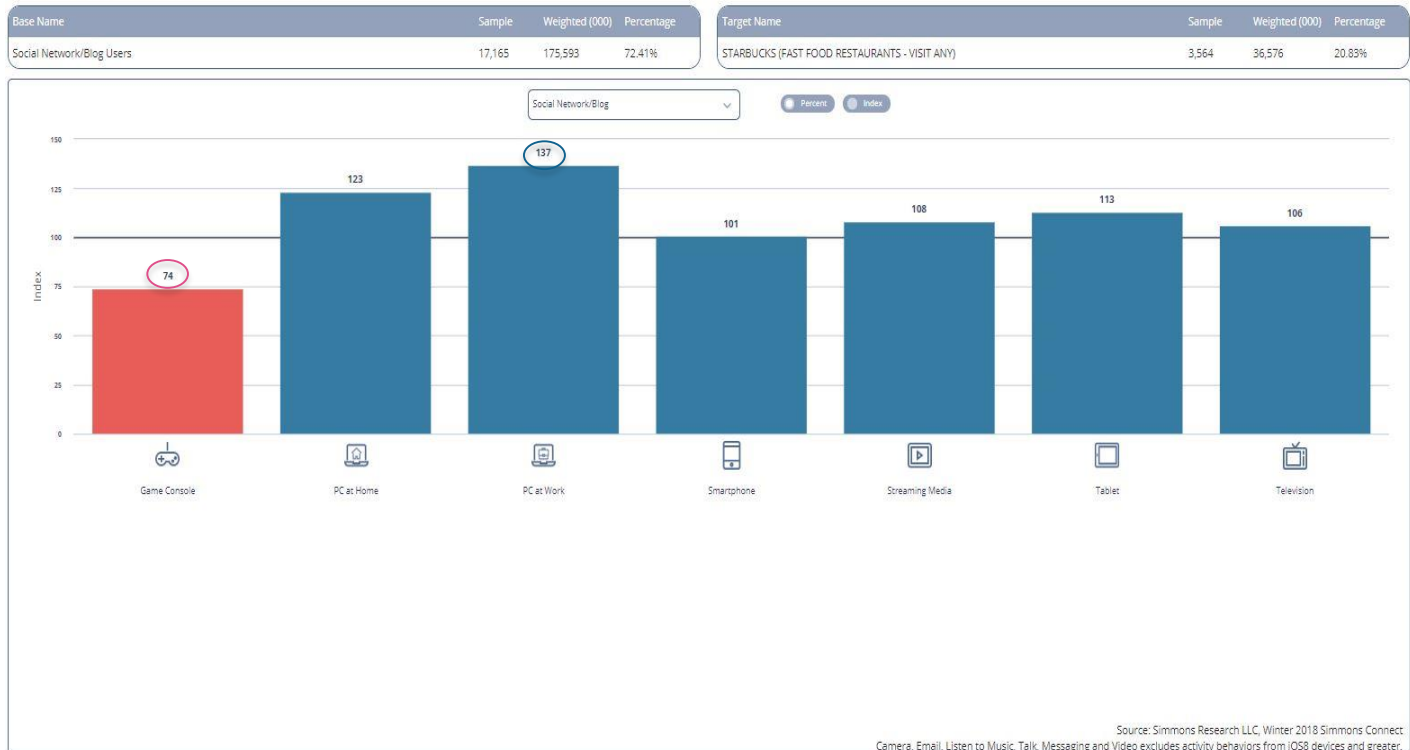 Base Name Sample Weighted (000) Percentage
Social Network/Blog Users 17,165 175,593 72.41%
Target Name Sample Weighted (000) Percentage
STARBUCKS (FAST FOOD RESTAURANTS - VISIT ANY) 3,564 36,576 20.83%
Social Network/Blog
Percent
Index
150
125
100
75
50
25
0
Index
74
123
137
101
108
113
106
Game Console
PC at Home
PC at Work
Smartphone
Streaming Media
Tablet
Television
Source: Simmons Research LLC, Winter 2018 Simmons Connect
Camera, Email, Listen to Music, Talk, Messaging and Video excludes activity behaviors from iOS8 devices and greater.